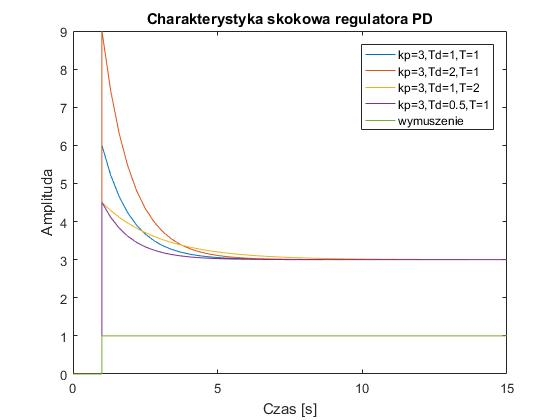 Charakterystyka skokowa regulatora PD
kp=3,Td=1,T=1
kp=3,Td=2,T=1
kp=3,Td=1,T=2
kp=3,Td=0.5,T=1
wymuszenie
Amplituda
9
8
7
6
5
4
3
2
1
0
0 5 10 15
Czas [s]